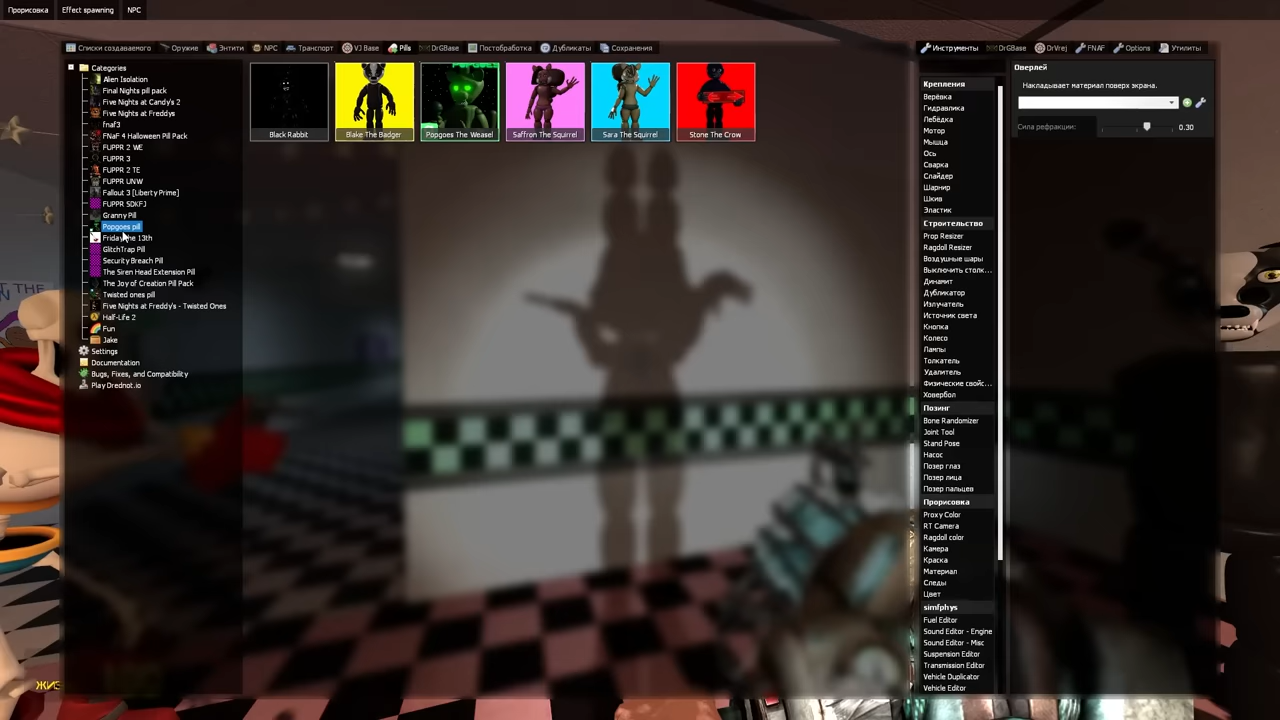 Прорисовка
Effect spawning
NPC
Списки создаваемого
Оружие
Энтити
NPC
Транспорт
VJ Base
Pills
DrGBase
Постобработка
Дубликаты
Сохранения
Инструменты
DrGBase
DrVrej
FNAF
Options
Утилиты
Categories
Alien Isolation
Final Nights pill pack
Five Nights at Candy's 2
Five Nights at Freddys
fnaf3
FNaF 4 Halloween Pill Pack
FUPPR 2 WE
FUPPR 3
FUPPR 2 TE
FUPPR UNW
Fallout 3 [Liberty Prime]
FUPPR SDKFJ
Granny Pill
Popgoes pill
Friday the 13th
GlitchTrap Pill
Security Breach Pill
The Siren Head Extension Pill
The Joy of Creation Pill Pack
Twisted ones pill
Five Nights at Freddy's - Twisted Ones
Half-Life 2
Fun
Jake
Settings
Documentation
Bugs, Fixes, and Compatibility
Play Drednot.io
Black Rabbit
Blake The Badger
Popgoes The Weasel
Saffron The Squirrel
Sara The Squirrel
Stone The Crow
Крепления
Верёвка
Гидравлика
Лебёдка
Мотор
Мышца
Ось
Сварка
Слайдер
Шарнир
Шкив
Эластик
Строительство
Prop Resizer
Ragdoll Resizer
Воздушные шары
Выключить столк...
Динамит
Дубликатор
Излучатель
Источник света
Кнопка
Колесо
Лампы
Толкатель
Удалитель
Физические свойс...
Ховербол
Позинг
Bone Randomizer
Joint Tool
Stand Pose
Насос
Позер глаз
Позер лица
Позер пальцев
Прорисовка
Proxy Color
RT Camera
Ragdoll color
Камера
Краска
Материал
Следы
Цвет
simfphys
Fuel Editor
Sound Editor - Engine
Sound Editor - Misc
Suspension Editor
Transmission Editor
Vehicle Duplicator
Vehicle Editor
Оверлей
Накладывает материал поверх экрана.
Сила рефракции:
0.30